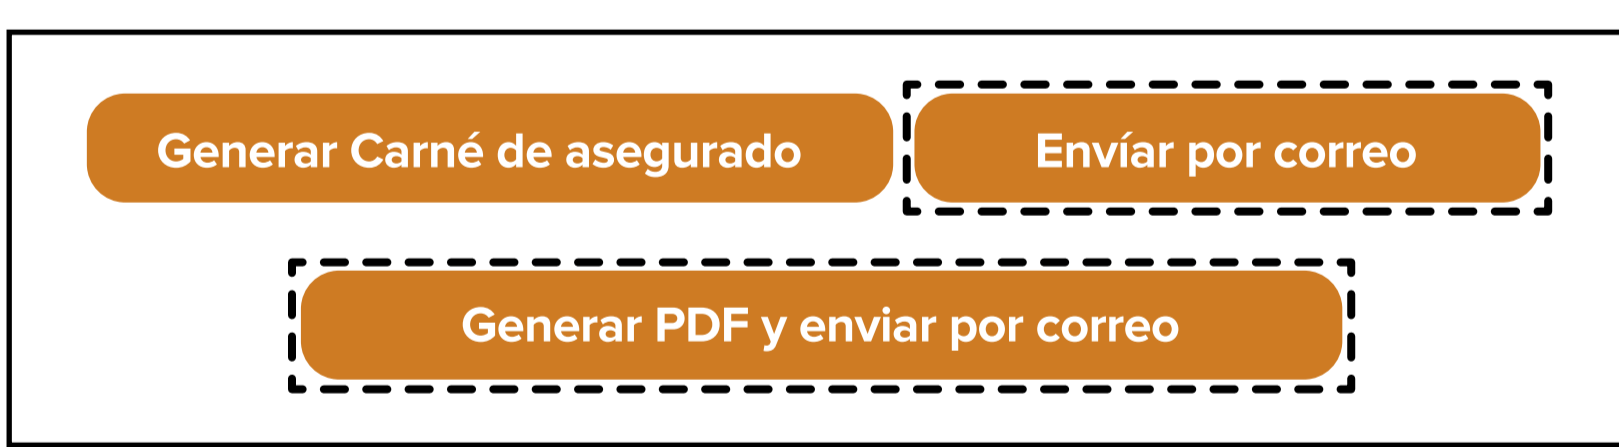 Generar Carné de asegurado
Envíar por correo
Generar PDF y enviar por correo